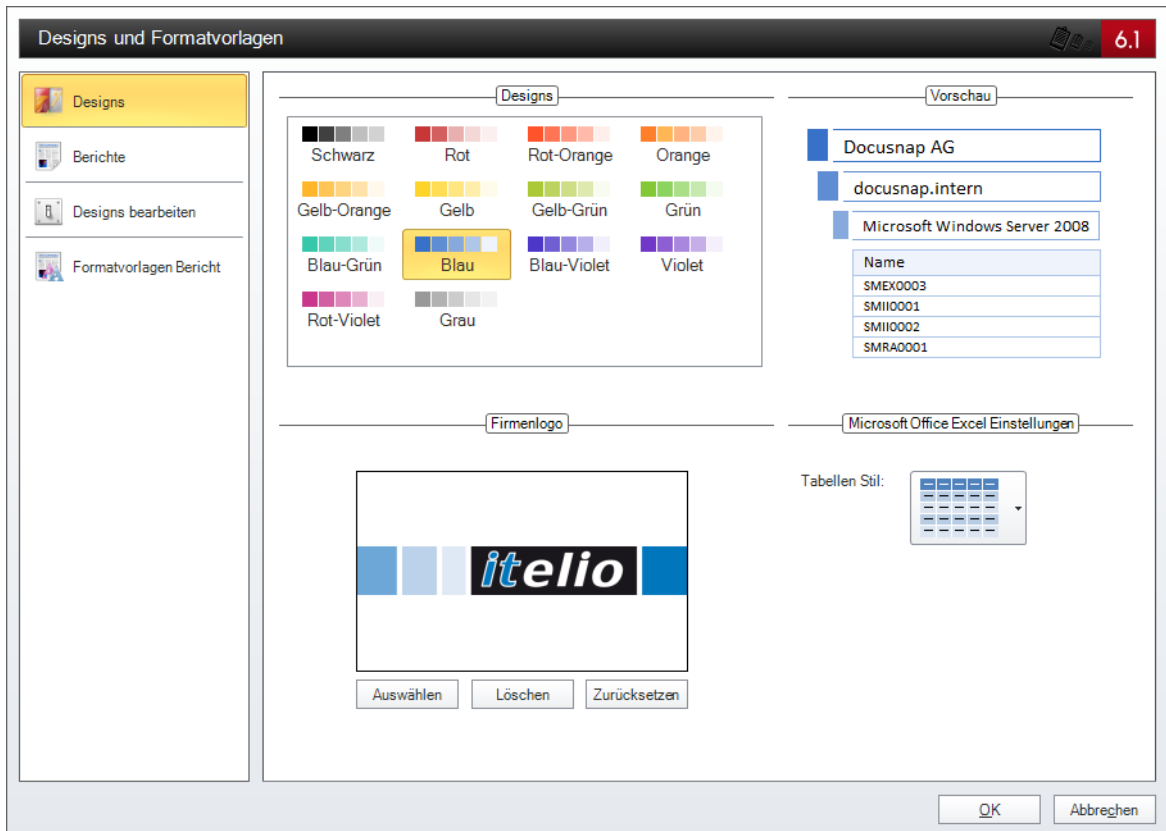 Designs und Formatvorlagen
6.1
Designs
Berichte
Designs bearbeiten
Formatvorlagen Bericht
Designs
Schwarz Rot Rot-Orange Orange
Gelb-Orange Gelb Gelb-Grün Grün
Blau-Grün Blau Blau-Violet Violet
Rot-Violet Grau
Vorschau
Docusnap AG
docusnap.intern
Microsoft Windows Server 2008
Name
SMEX0003
SMII0001
SMII0002
SMRA0001
Firmenlogo
itelio
Auswählen Löschen Zurücksetzen
Microsoft Office Excel Einstellungen
Tabellen Stil:
OK Abbrechen